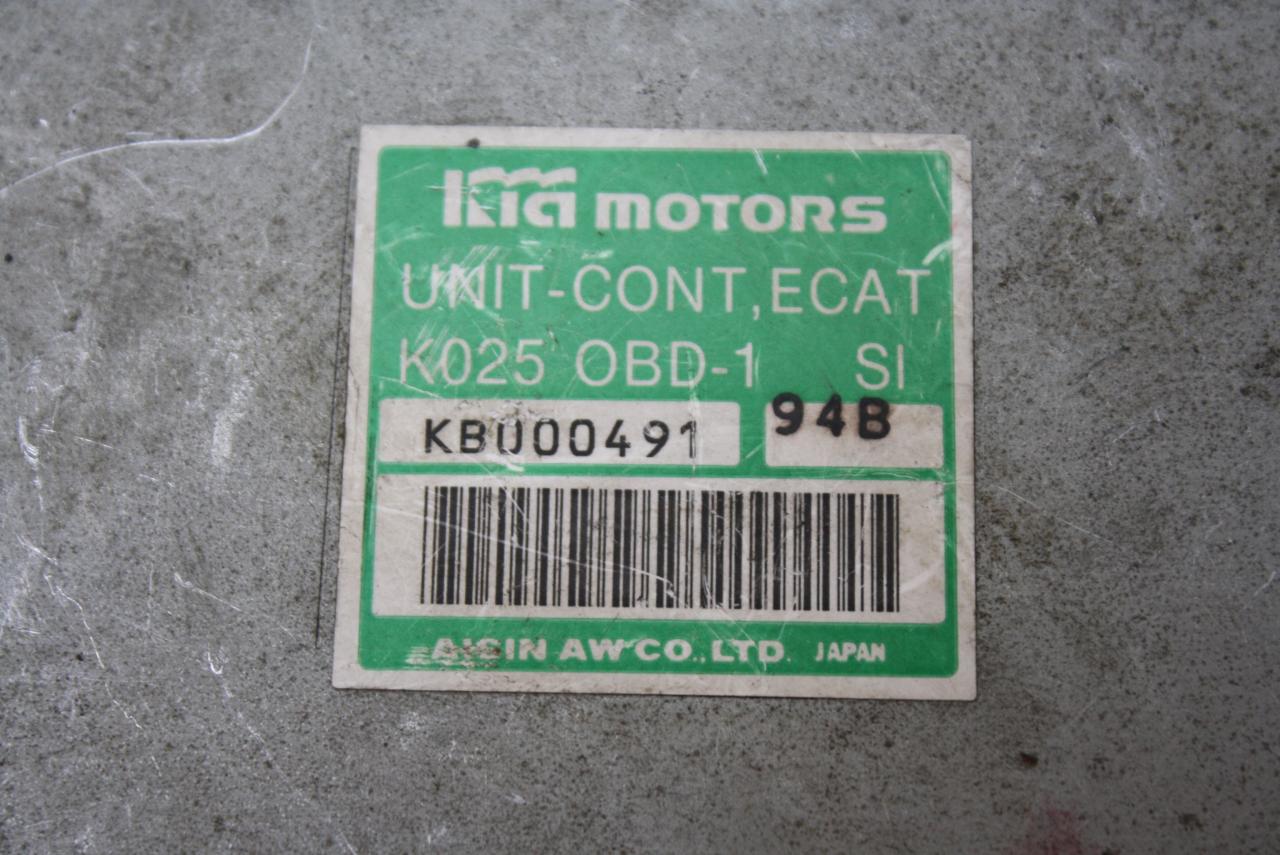 Kia MOTORS
UNIT-CONT,ECAT
K025 OBD-1 SI
KB000491 94B
AISIN AW CO., LTD. JAPAN